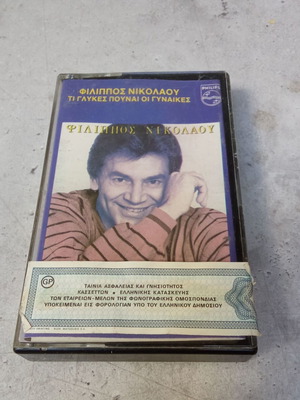 ΦΙΛΙΠΠΟΣ ΝΙΚΟΛΑΟΥ
ΤΙ ΓΛΥΚΕΣ ΠΟΥΝΑΙ ΟΙ ΓΥΝΑΙΚΕΣ
PHILIPS
ΦΙΛΙΠΠΟΣ ΝΙΚΟΛΑΟΥ
GP
ΤΑΙΝΙΑ ΑΣΦΑΛΕΙΑΣ ΚΑΙ ΓΝΗΣΙΟΤΗΤΟΣ
ΚΑΣΣΕΤΤΩΝ • ΕΛΛΗΝΙΚΗΣ ΚΑΤΑΣΚΕΥΗΣ
ΤΩΝ ΕΤΑΙΡΕΙΩΝ-ΜΕΛΩΝ ΤΗΣ ΦΩΝΟΓΡΑΦΙΚΗΣ ΟΜΟΣΠΟΝΔΙΑΣ
ΥΠΟΚΕΙΜΕΝΑΙ ΕΙΣ ΦΟΡΟΛΟΓΙΑΝ ΥΠΟ ΤΟΥ ΕΛΛΗΝΙΚΟΥ ΔΗΜΟΣΙΟΥ